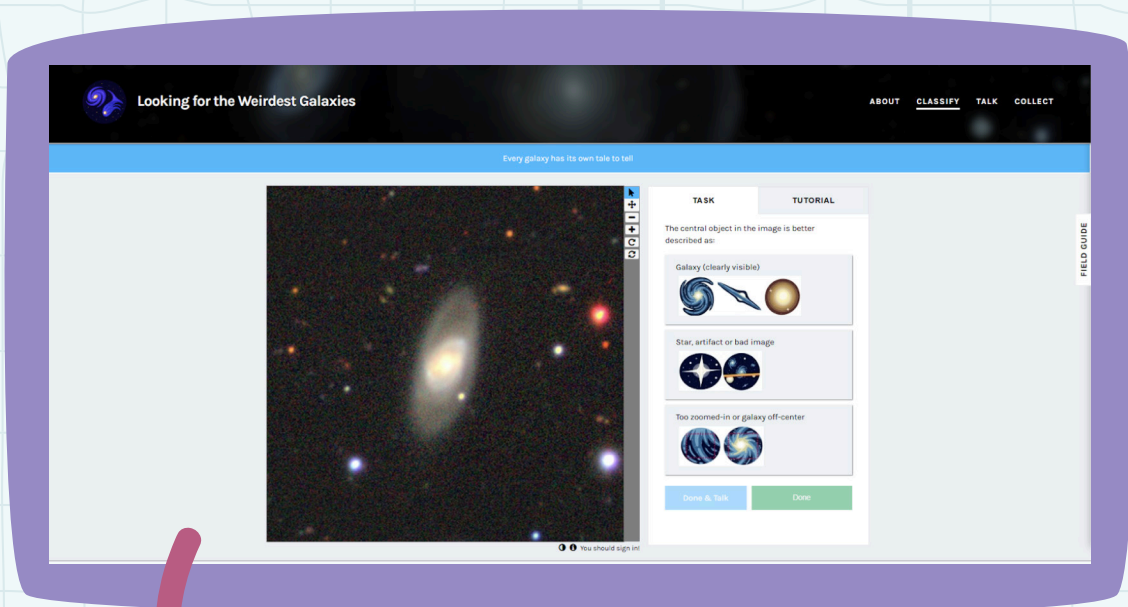 Looking for the Weirdest Galaxies
ABOUT CLASSIFY TALK COLLECT
Every galaxy has its own tale to tell
TASK TUTORIAL
The central object in the image is better
described as:
Galaxy (clearly visible)
Star, artifact or bad image
Too zoomed-in or galaxy off-center
Done & Talk Done
You should sign in!
FIELD GUIDE